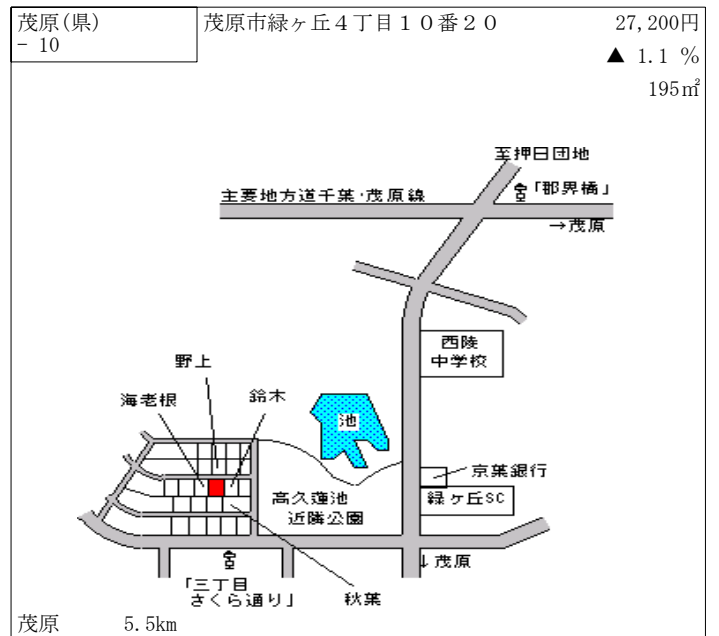 茂原(県)
- 10
茂原市緑ヶ丘４丁目１０番２０
27,200円
▲ 1.1 %
195㎡
至押日団地
主要地方道千葉･茂原線
「郡界橋」
→茂原
西陵
中学校
野上
海老根
鈴木
池
京葉銀行
緑ヶ丘SC
高久蓮池
近隣公園
↓茂原
「三丁目
さくら通り」
秋葉
茂原 5.5km